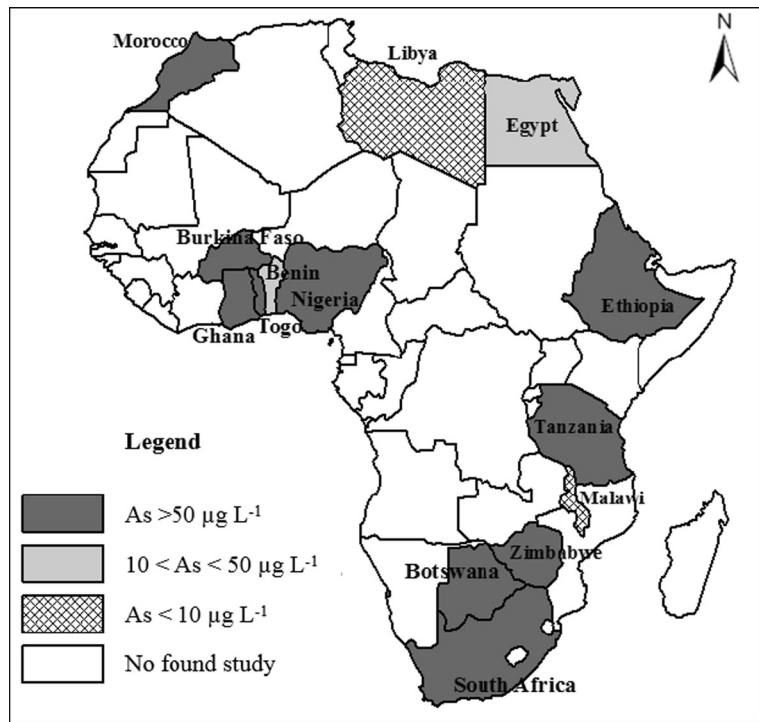 N
Morocco
Libya
Egypt
Burkina Faso
Benin
Nigeria
Ethiopia
Ghana
Togo
Tanzania
Malawi
Zimbabwe
Botswana
South Africa
Legend
As >50 µg L⁻¹
10 < As < 50 µg L⁻¹
As < 10 µg L⁻¹
No found study